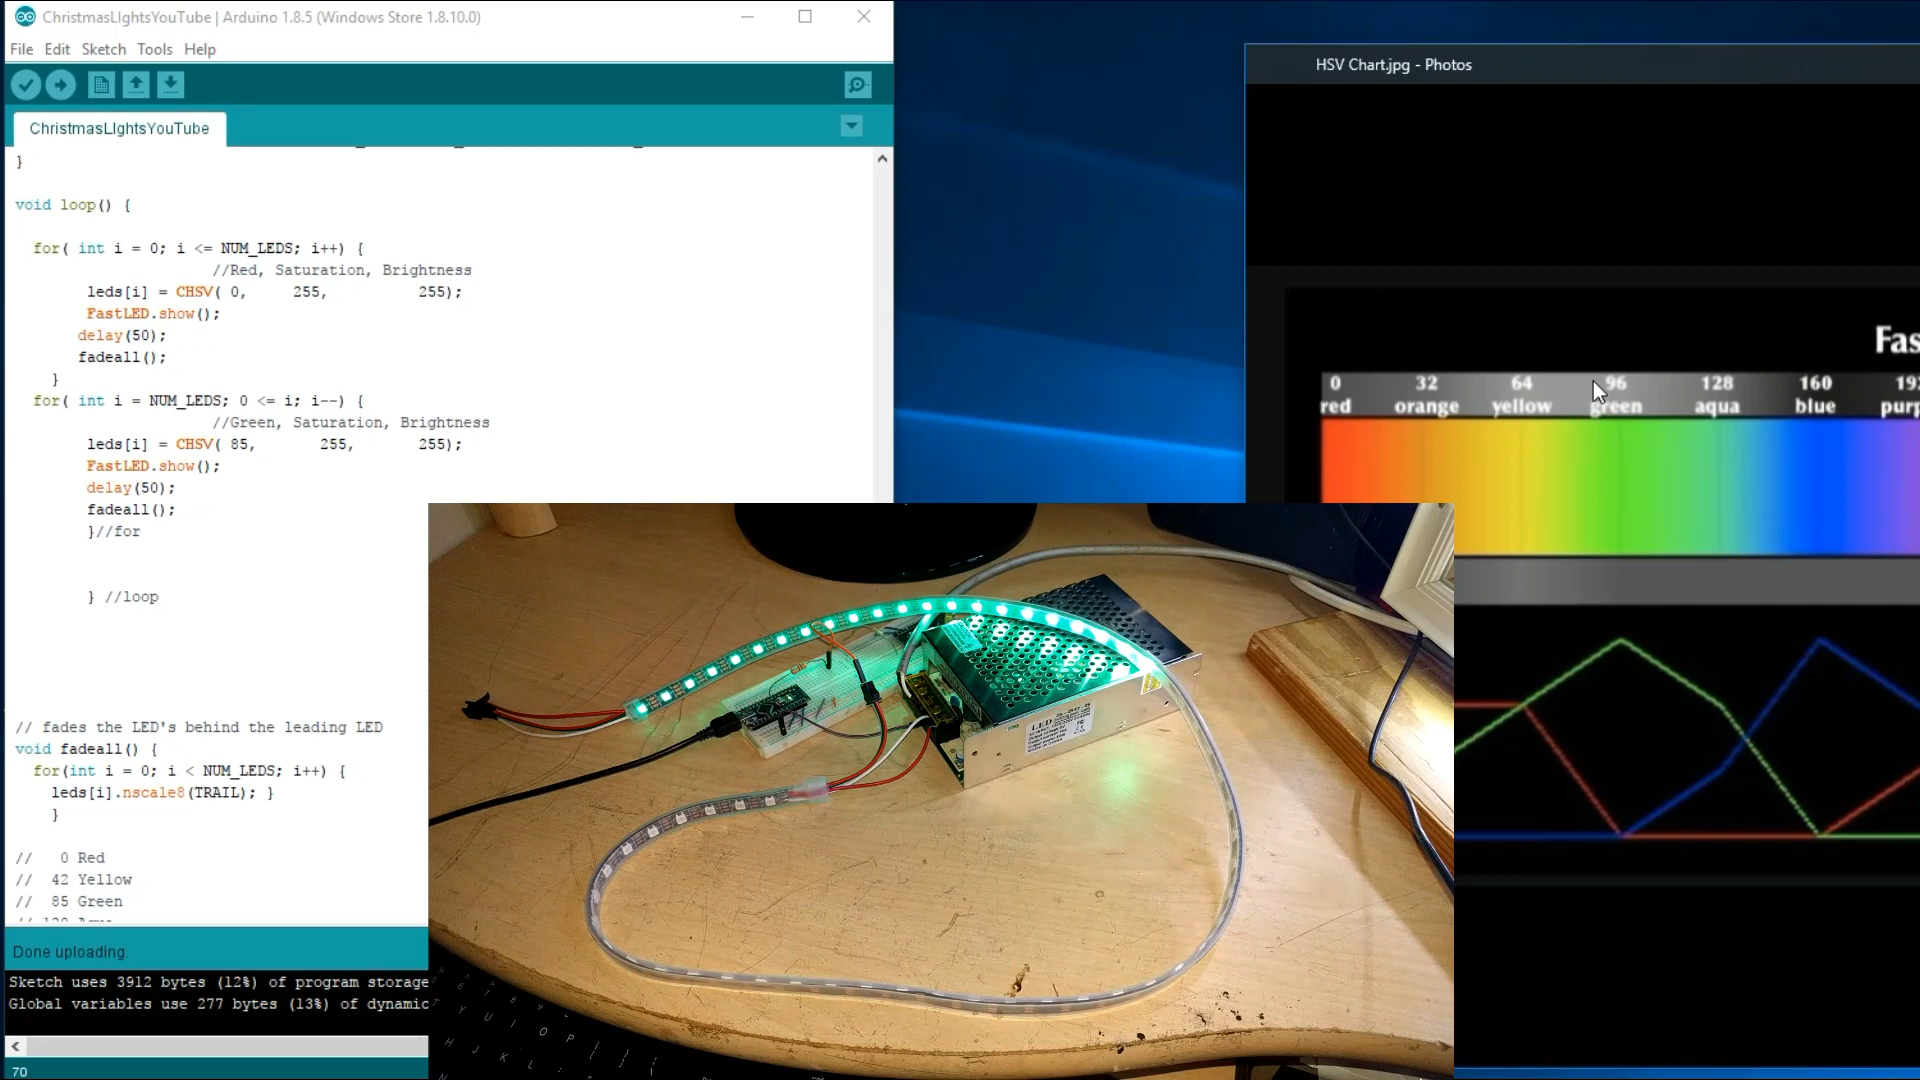 ChristmasLIghtsYouTube | Arduino 1.8.5 (Windows Store 1.8.10.0)
File Edit Sketch Tools Help
ChristmasLIghtsYouTube
}
void loop() {
for( int i = 0; i <= NUM_LEDS; i++) {
//Red, Saturation, Brightness
leds[i] = CHSV( 0, 255, 255);
FastLED.show();
delay(50);
fadeall();
}
for( int i = NUM_LEDS; 0 <= i; i--) {
//Green, Saturation, Brightness
leds[i] = CHSV( 85, 255, 255);
FastLED.show();
delay(50);
fadeall();
}//for
} //loop
// fades the LED's behind the leading LED
void fadeall() {
for(int i = 0; i < NUM_LEDS; i++) {
leds[i].nscale8(TRAIL); }
}
// 0 Red
// 42 Yellow
// 85 Green
Done uploading.
Sketch uses 3912 bytes (12%) of program storage
Global variables use 277 bytes (13%) of dynamic
70
HSV Chart.jpg - Photos
Fas
0 32 64 96 128 160 192
red orange yellow green aqua blue purp
LED